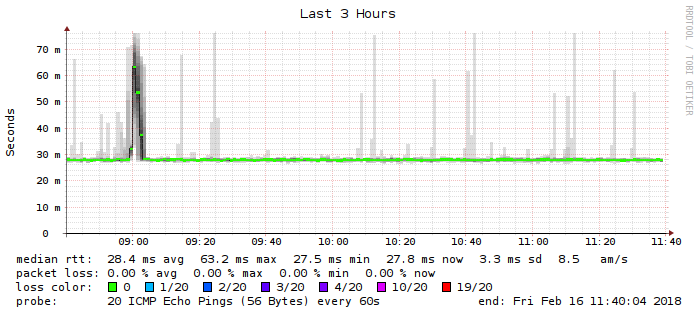 Last 3 Hours
RRDTOOL / TOBI OETIKER
Seconds
70 m
60 m
50 m
40 m
30 m
20 m
10 m
0
09:00 09:20 09:40 10:00 10:20 10:40 11:00 11:20 11:40
median rtt: 28.4 ms avg 63.2 ms max 27.5 ms min 27.8 ms now 3.3 ms sd 8.5 am/s
packet loss: 0.00 % avg 0.00 % max 0.00 % min 0.00 % now
loss color: 0 1/20 2/20 3/20 4/20 10/20 19/20
probe: 20 ICMP Echo Pings (56 Bytes) every 60s end: Fri Feb 16 11:40:04 2018